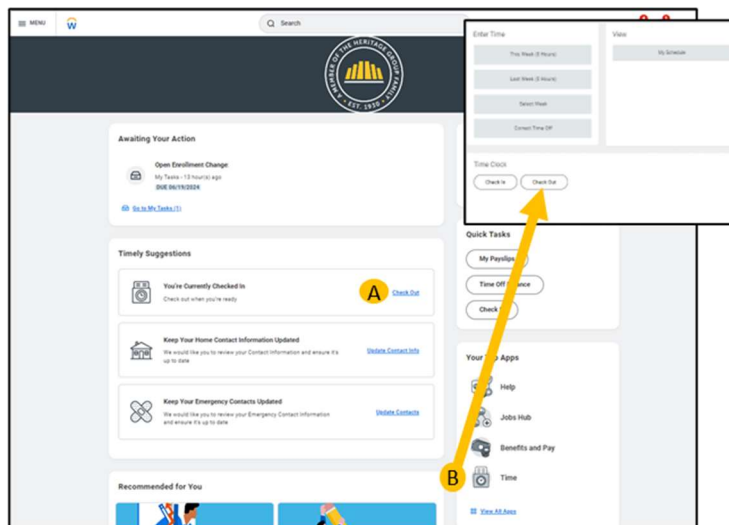 MENU
Search
A MEMBER OF THE HERITAGE GROUP FAMILY
EST. 1930
Enter Time
This Week (0 Hours)
Last Week (0 Hours)
Select Week
Correct Time Off
View
My Schedule
Time Clock
Check In
Check Out
Awaiting Your Action
Open Enrollment Change
My Tasks - 13 hour(s) ago
DUE 06/19/2024
Go to My Tasks (1)
Timely Suggestions
You're Currently Checked In
Check out when you're ready
A
Check Out
Keep Your Home Contact Information Updated
We would like you to review your Contact Information and ensure it's
up to date
Update Contact Info
Keep Your Emergency Contacts Updated
We would like you to review your Emergency Contact Information
and ensure it's up to date
Update Contacts
Recommended for You
Quick Tasks
My Payslips
Time Off
Check
Your
Apps
Help
Jobs Hub
Benefits and Pay
B
Time
View All Apps